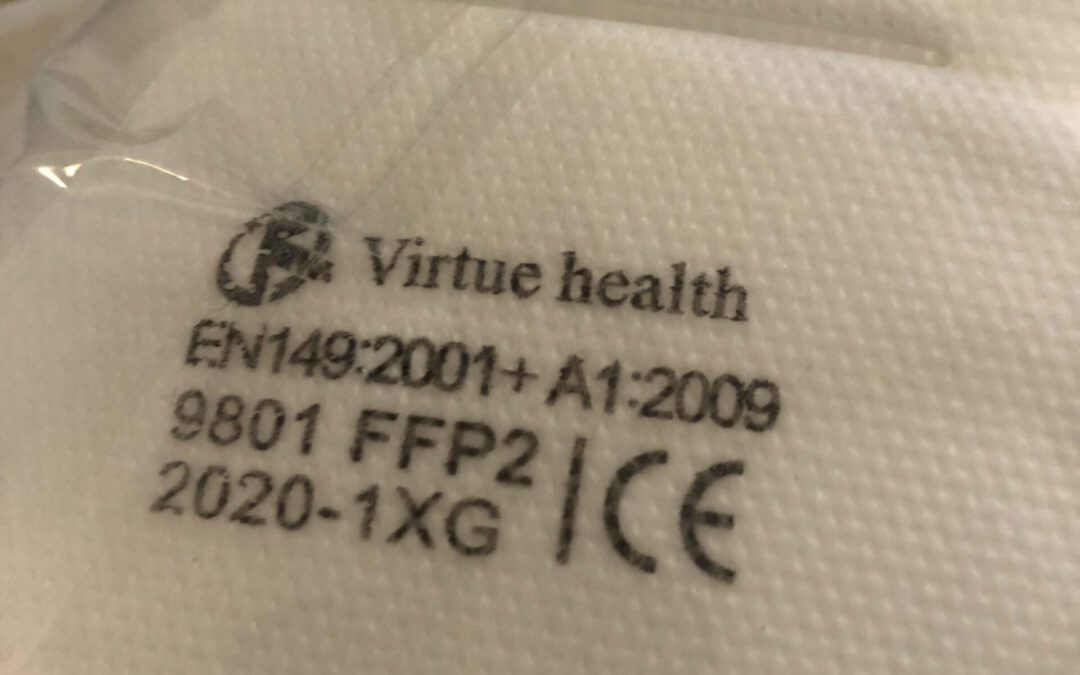 Virtue health
EN149:2001+ A1:2009
9801 FFP2
2020-1XG
CE